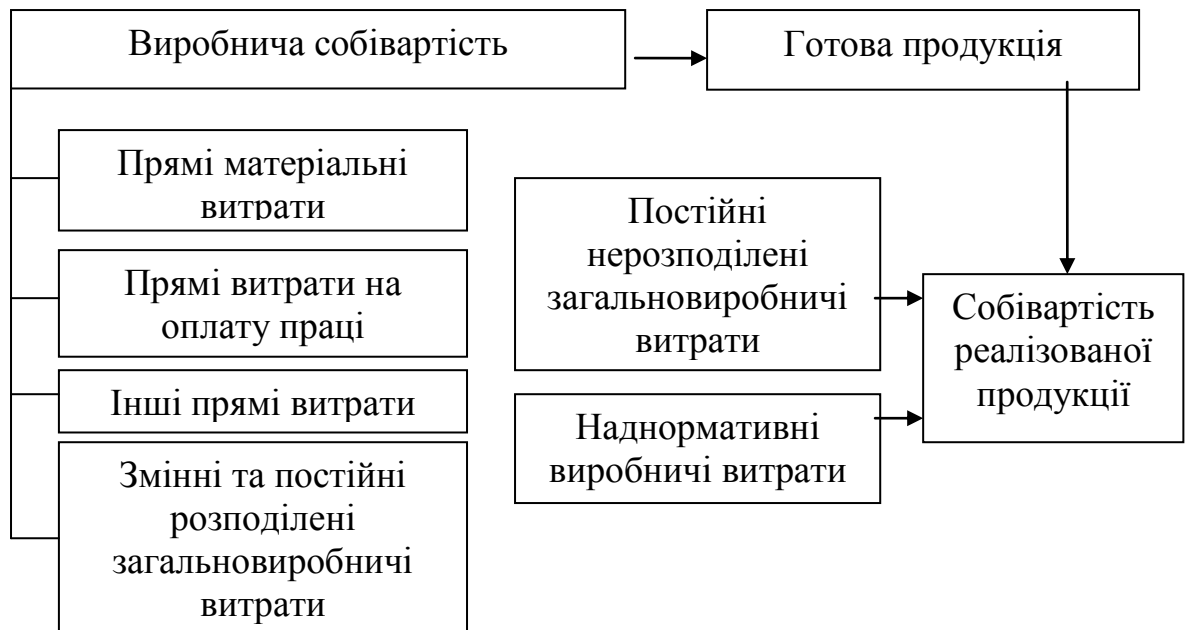 Виробнича собівартість
Готова продукція
Прямі матеріальні
витрати
Прямі витрати на
оплату праці
Інші прямі витрати
Змінні та постійні
розподілені
загальновиробничі
витрати
Постійні
нерозподілені
загальновиробничі
витрати
Наднормативні
виробничі витрати
Собівартість
реалізованої
продукції